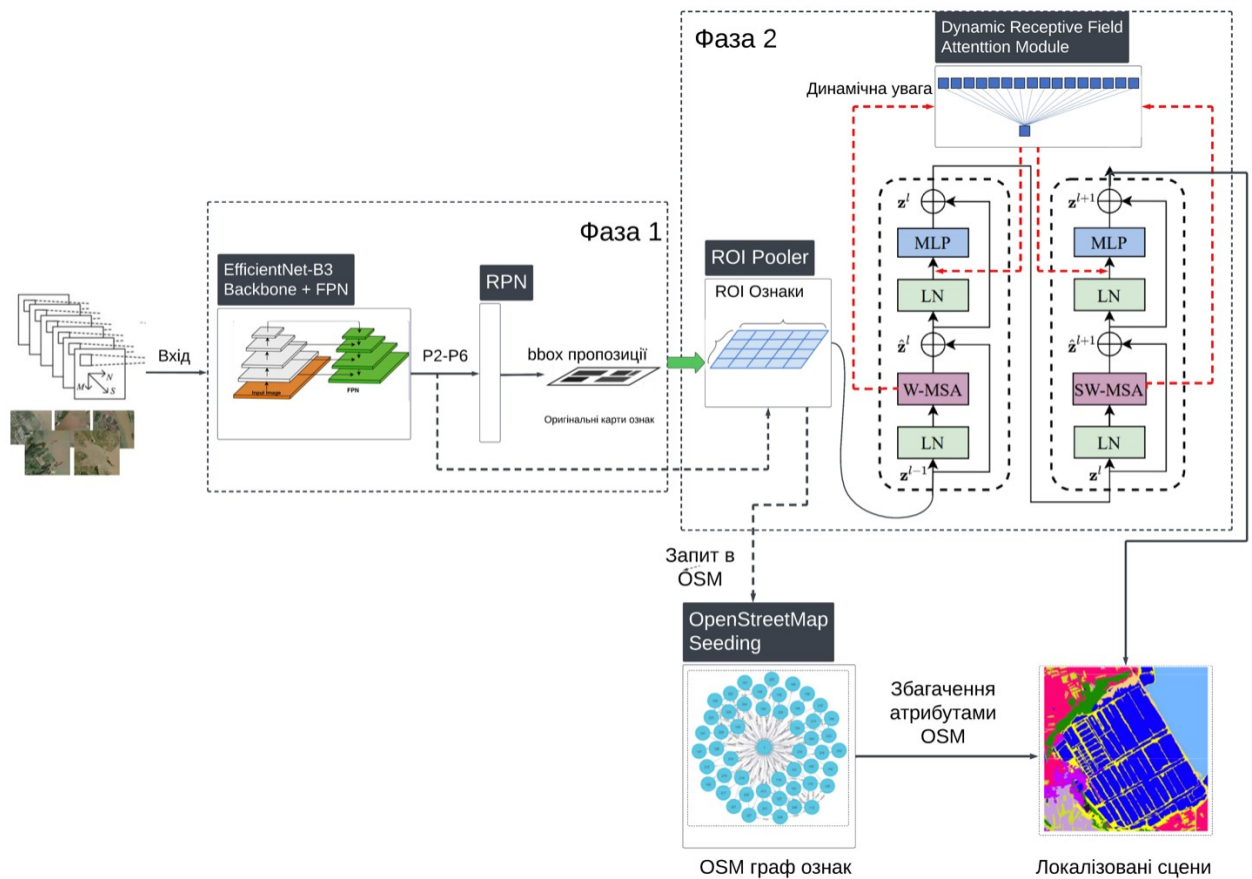 Фаза 2
Dynamic Receptive Field
Attenttion Module
Динамічна увага
Фаза 1
EfficientNet-B3
Backbone + FPN
Input Image
FPN
Вхід
M
N
S
P2-P6
RPN
bbox пропозиції
Оригінальні карти ознак
ROI Pooler
ROI Ознаки
z^l
MLP
LN
ẑ^l
W-MSA
LN
z^{l-1}
z^{l+1}
MLP
LN
ẑ^{l+1}
SW-MSA
LN
z^l
Запит в
OSM
OpenStreetMap
Seeding
OSM граф ознак
Збагачення
атрибутами
OSM
Локалізовані сцени